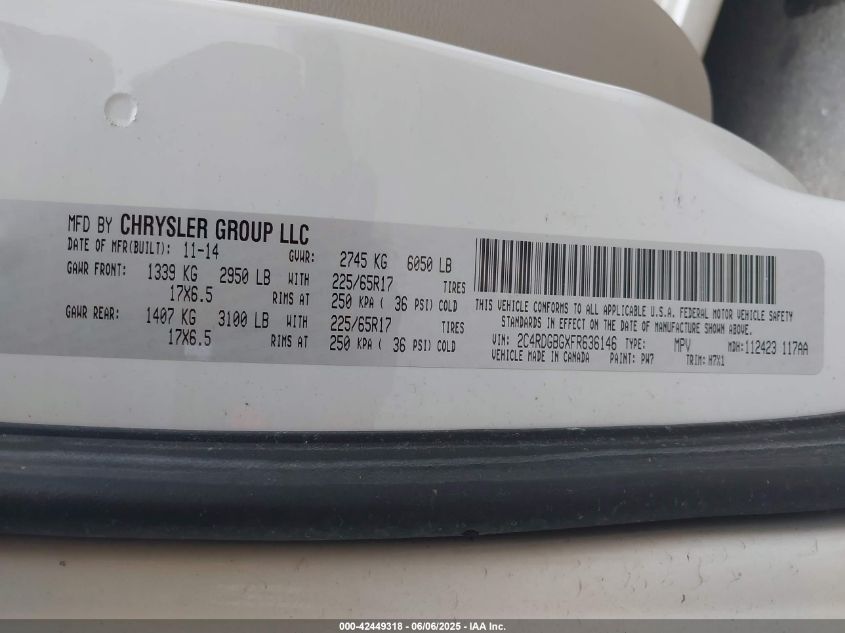 MFD BY CHRYSLER GROUP LLC
DATE OF MFR(BUILT): 11-14 GVWR: 2745 KG 6050 LB
GAWR FRONT: 1339 KG 2950 LB WITH 225/65R17 TIRES
17X6.5 RIMS AT 250 KPA ( 36 PSI) COLD
GAWR REAR: 1407 KG 3100 LB WITH 225/65R17 TIRES
17X6.5 RIMS AT 250 KPA ( 36 PSI) COLD
THIS VEHICLE CONFORMS TO ALL APPLICABLE U.S.A. FEDERAL MOTOR VEHICLE SAFETY
STANDARDS IN EFFECT ON THE DATE OF MANUFACTURE SHOWN ABOVE.
VIN: 2C4RDGBGXFR636146 TYPE: MPV MDH: 112423 117AA
VEHICLE MADE IN CANADA PAINT: PW7 TRIM: H7X1
000-42449318 - 06/06/2025 - IAA Inc.